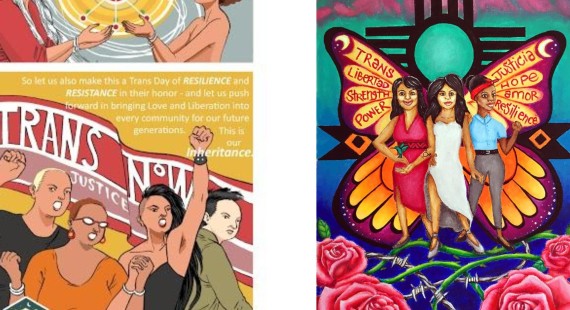 So let us also make this a Trans Day of RESILIENCE and
RESISTANCE in their honor - and let us push
forward in bringing Love and Liberation into
every community for our future
generations.
This is
our
Inheritance.
TRANS
JUSTICE
NOW
TRANS
Libertad
Strength
POWER
JUSTICIA
HOPE
amor
Resilience